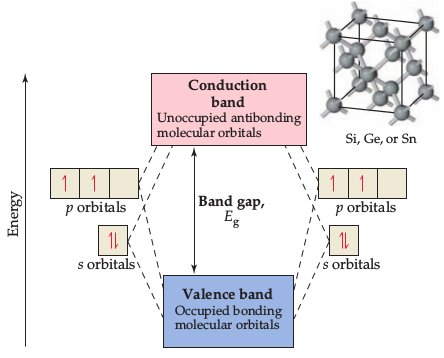 Energy
Conduction
band
Unoccupied antibonding
molecular orbitals
Si, Ge, or Sn
p orbitals
s orbitals
Band gap,
Eg
p orbitals
s orbitals
Valence band
Occupied bonding
molecular orbitals